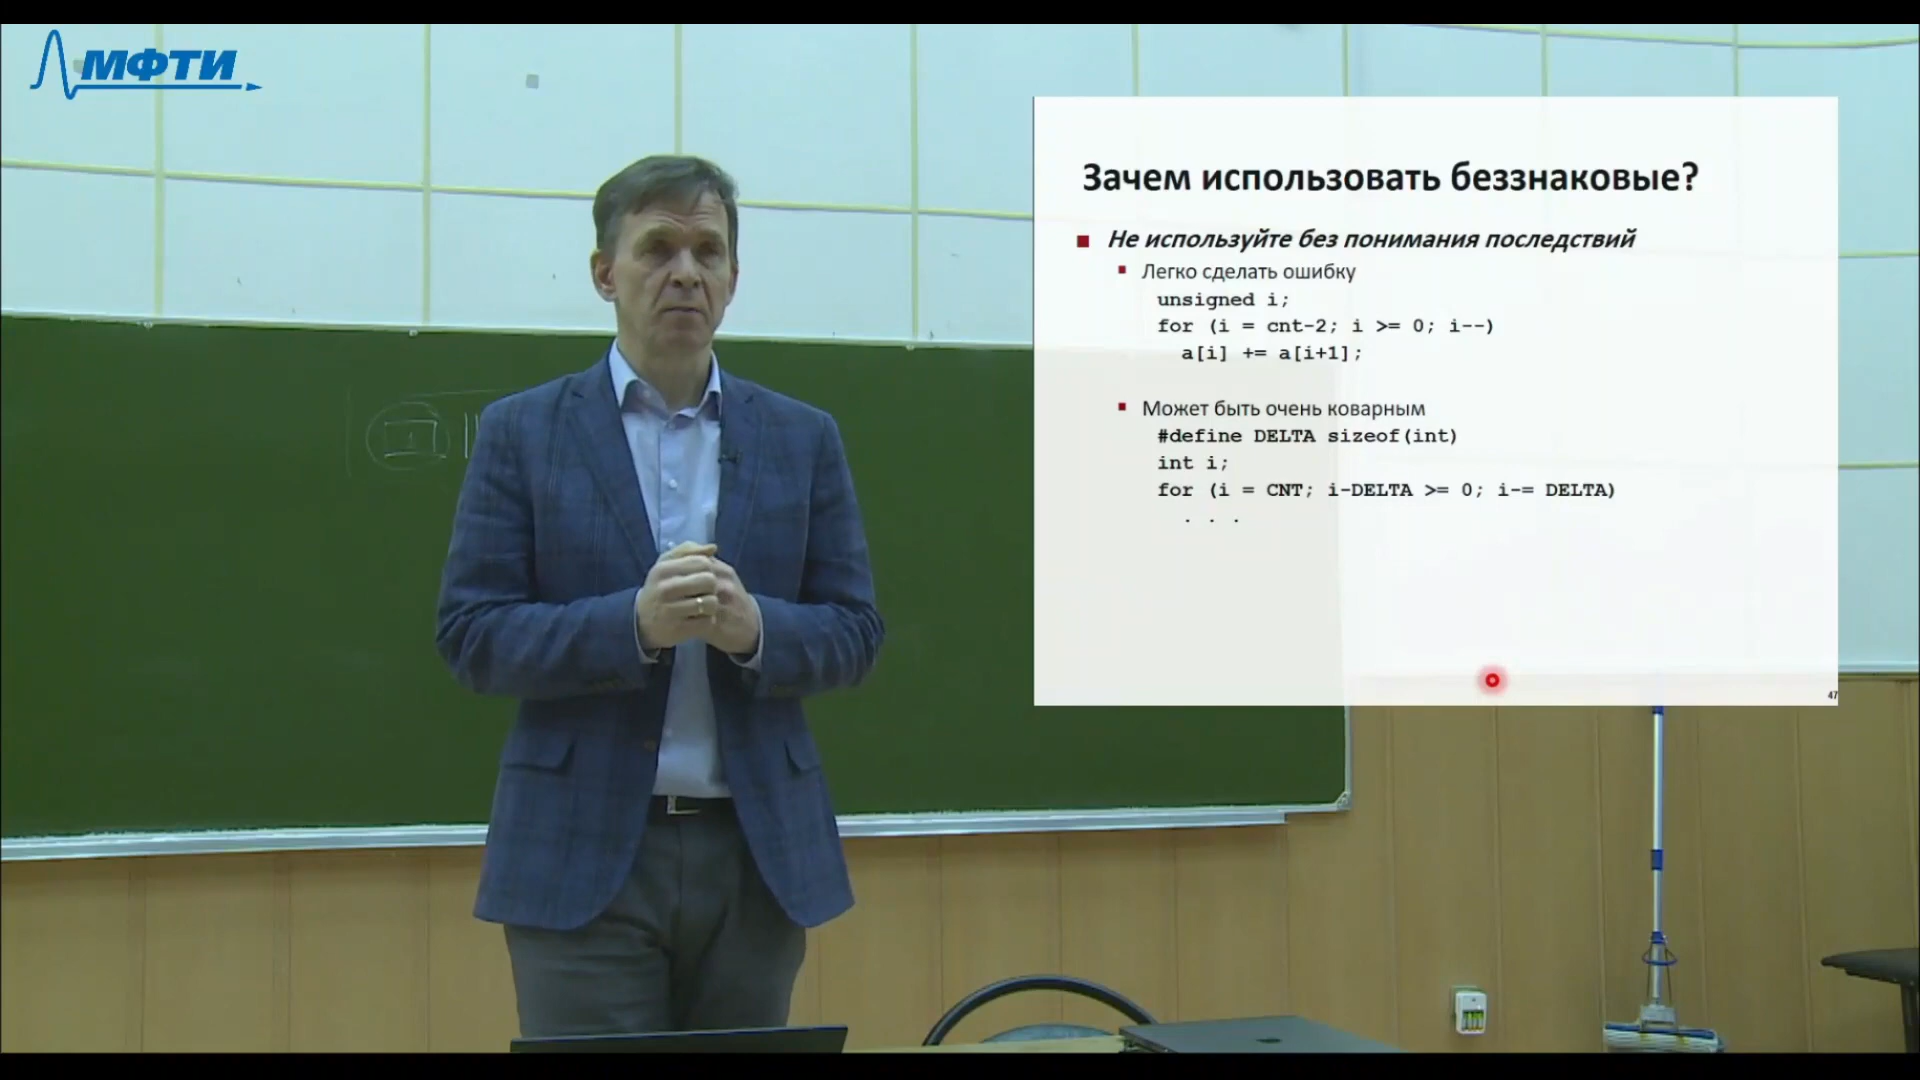 МФТИ
Зачем использовать беззнаковые?
Не используйте без понимания последствий
Легко сделать ошибку
unsigned i;
for (i = cnt-2; i >= 0; i--)
a[i] += a[i+1];
Может быть очень коварным
#define DELTA sizeof(int)
int i;
for (i = CNT; i-DELTA >= 0; i-= DELTA)
. . .
47